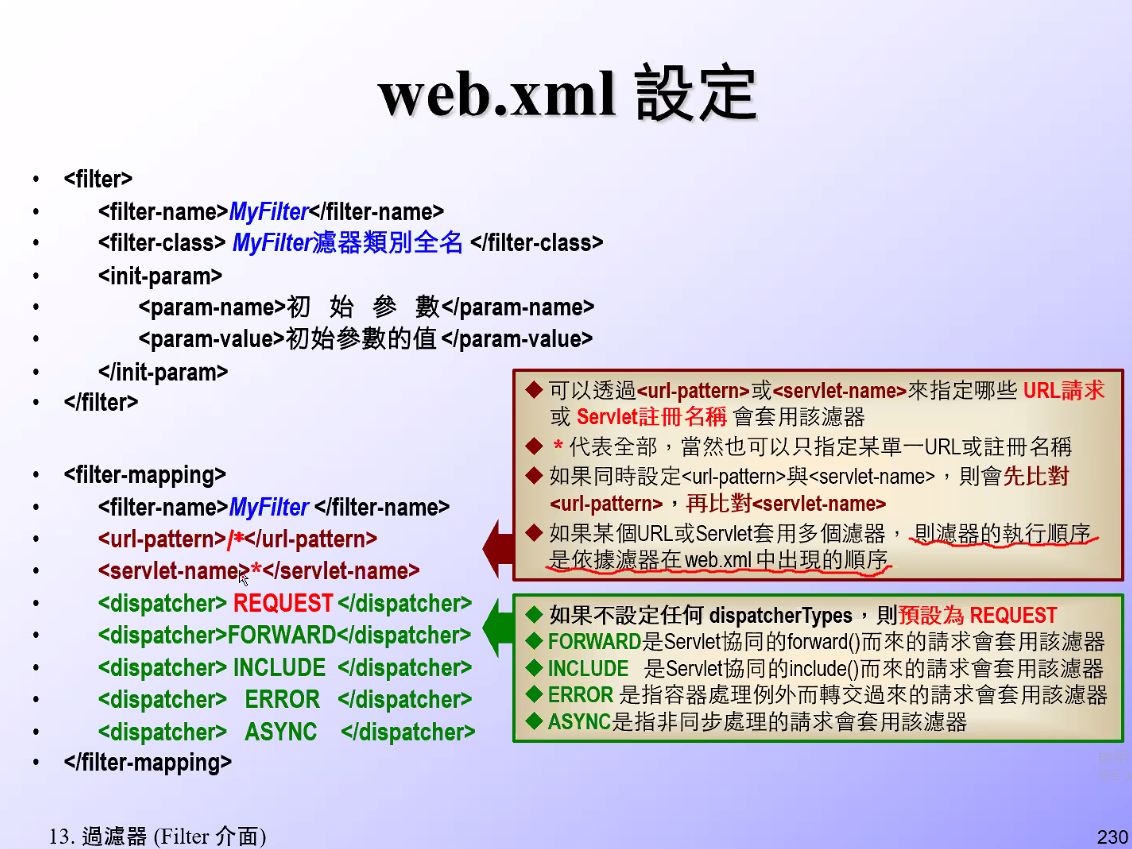 web.xml 設定
• <filter>
• <filter-name>MyFilter</filter-name>
• <filter-class> MyFilter濾器類別全名 </filter-class>
• <init-param>
• <param-name>初 始 參 數</param-name>
• <param-value>初始參數的值 </param-value>
• </init-param>
• </filter>
• <filter-mapping>
• <filter-name>MyFilter </filter-name>
• <url-pattern>/*</url-pattern>
• <servlet-name>*</servlet-name>
• <dispatcher> REQUEST </dispatcher>
• <dispatcher>FORWARD</dispatcher>
• <dispatcher> INCLUDE </dispatcher>
• <dispatcher> ERROR </dispatcher>
• <dispatcher> ASYNC </dispatcher>
• </filter-mapping>
◆ 可以透過<url-pattern>或<servlet-name>來指定哪些 URL請求
或 Servlet註冊名稱 會套用該濾器
◆ * 代表全部，當然也可以只指定某單一URL或註冊名稱
◆ 如果同時設定<url-pattern>與<servlet-name>，則會先比對
<url-pattern>，再比對<servlet-name>
◆ 如果某個URL或Servlet套用多個濾器，則濾器的執行順序
是依據濾器在 web.xml 中出現的順序
◆ 如果不設定任何 dispatcherTypes，則預設為 REQUEST
◆ FORWARD是Servlet協同的forward()而來的請求會套用該濾器
◆ INCLUDE 是Servlet協同的include()而來的請求會套用該濾器
◆ ERROR 是指容器處理例外而轉交過來的請求會套用該濾器
◆ ASYNC是指非同步處理的請求會套用該濾器
13. 過濾器 (Filter 介面)
230